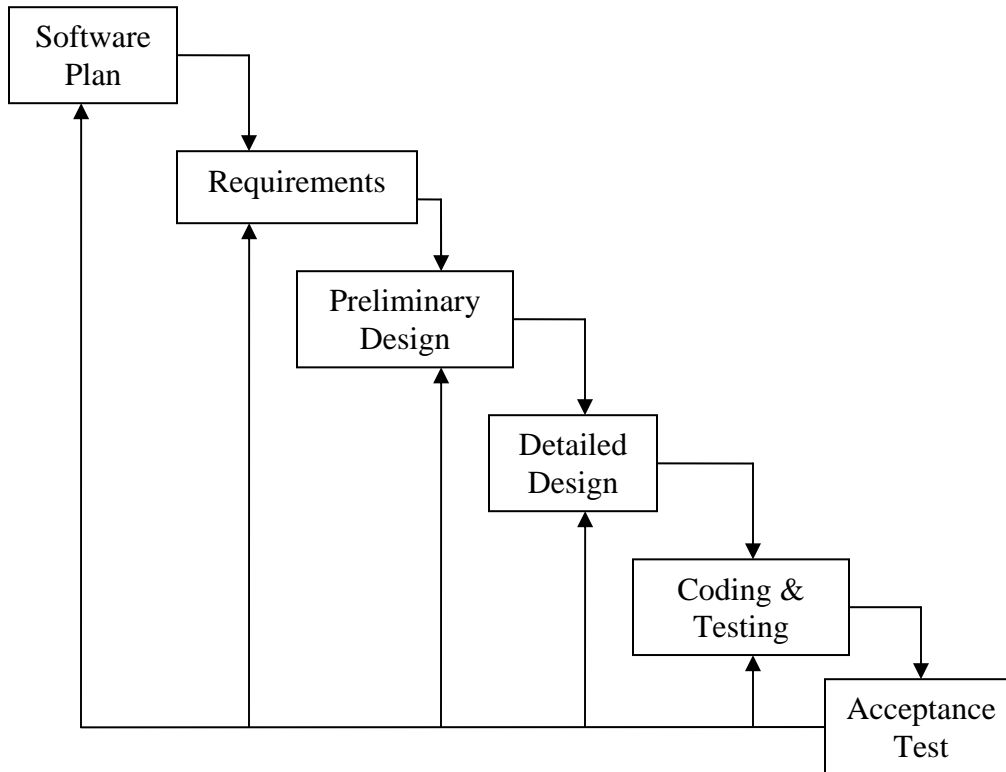 Software
Plan
Requirements
Preliminary
Design
Detailed
Design
Coding &
Testing
Acceptance
Test